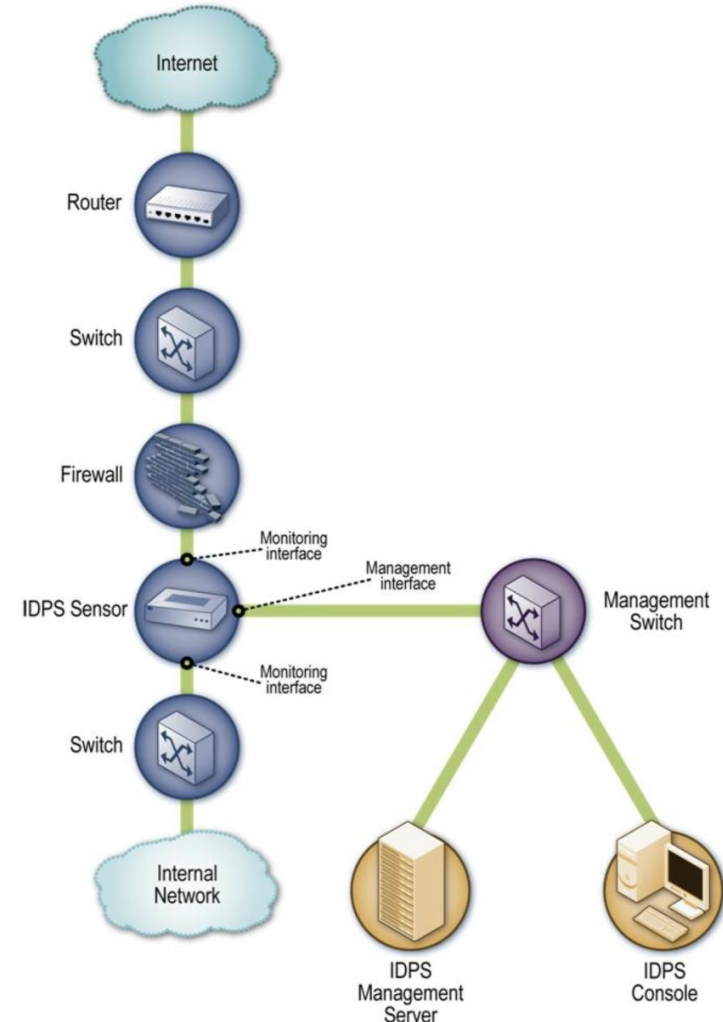 Internet
Router
Switch
Firewall
Monitoring
interface
Management
interface
IDPS Sensor
Management
Switch
Monitoring
interface
Switch
Internal
Network
IDPS
Management
Server
IDPS
Console